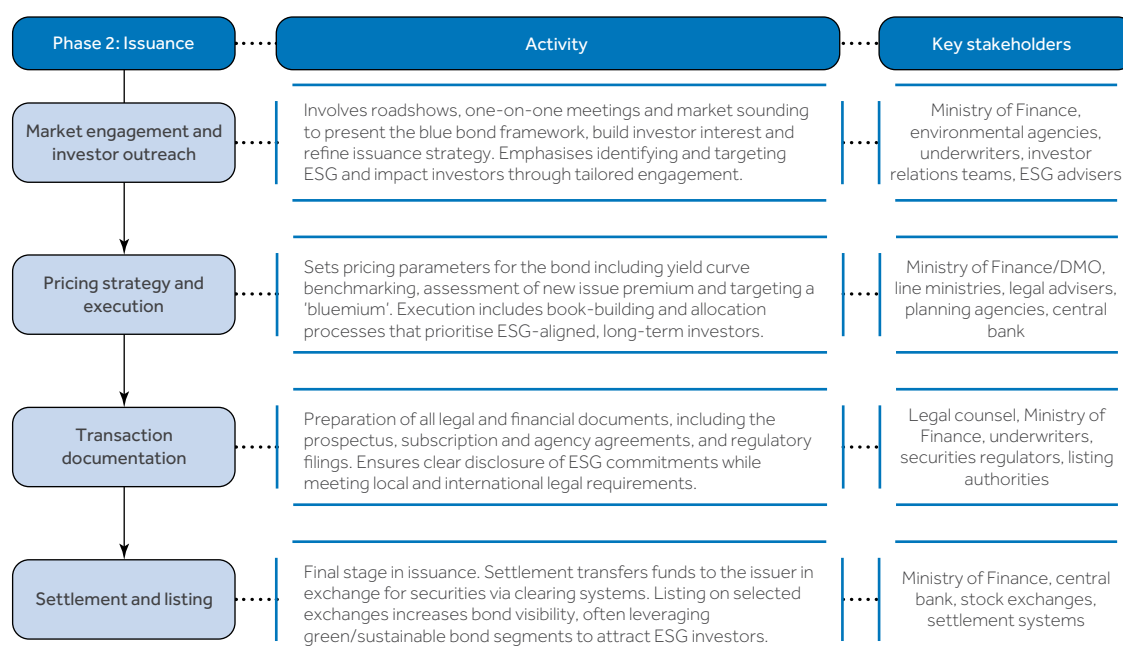 Phase 2: Issuance
Activity
Key stakeholders
Market engagement and
investor outreach
Involves roadshows, one-on-one meetings and market sounding
to present the blue bond framework, build investor interest and
refine issuance strategy. Emphasises identifying and targeting
ESG and impact investors through tailored engagement.
Ministry of Finance,
environmental agencies,
underwriters, investor
relations teams, ESG advisers
Pricing strategy and
execution
Sets pricing parameters for the bond including yield curve
benchmarking, assessment of new issue premium and targeting a
'bluemium'. Execution includes book-building and allocation
processes that prioritise ESG-aligned, long-term investors.
Ministry of Finance/DMO,
line ministries, legal advisers,
planning agencies, central
bank
Transaction
documentation
Preparation of all legal and financial documents, including the
prospectus, subscription and agency agreements, and regulatory
filings. Ensures clear disclosure of ESG commitments while
meeting local and international legal requirements.
Legal counsel, Ministry of
Finance, underwriters,
securities regulators, listing
authorities
Settlement and listing
Final stage in issuance. Settlement transfers funds to the issuer in
exchange for securities via clearing systems. Listing on selected
exchanges increases bond visibility, often leveraging
green/sustainable bond segments to attract ESG investors.
Ministry of Finance, central
bank, stock exchanges,
settlement systems